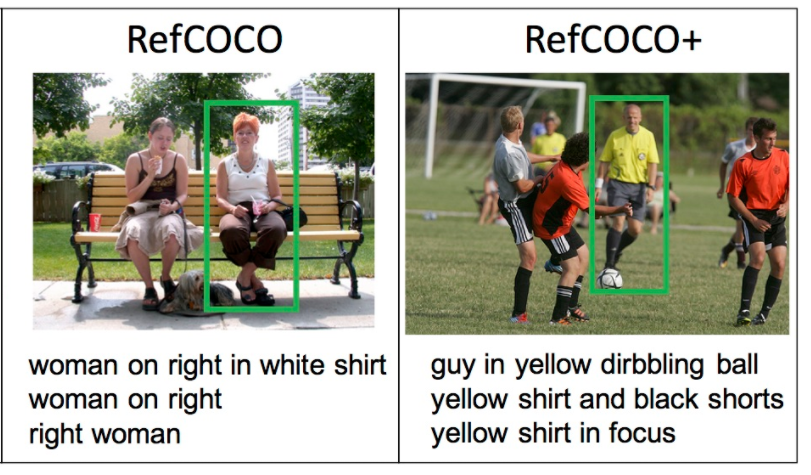 RefCOCO
woman on right in white shirt
woman on right
right woman
RefCOCO+
guy in yellow dirbbling ball
yellow shirt and black shorts
yellow shirt in focus